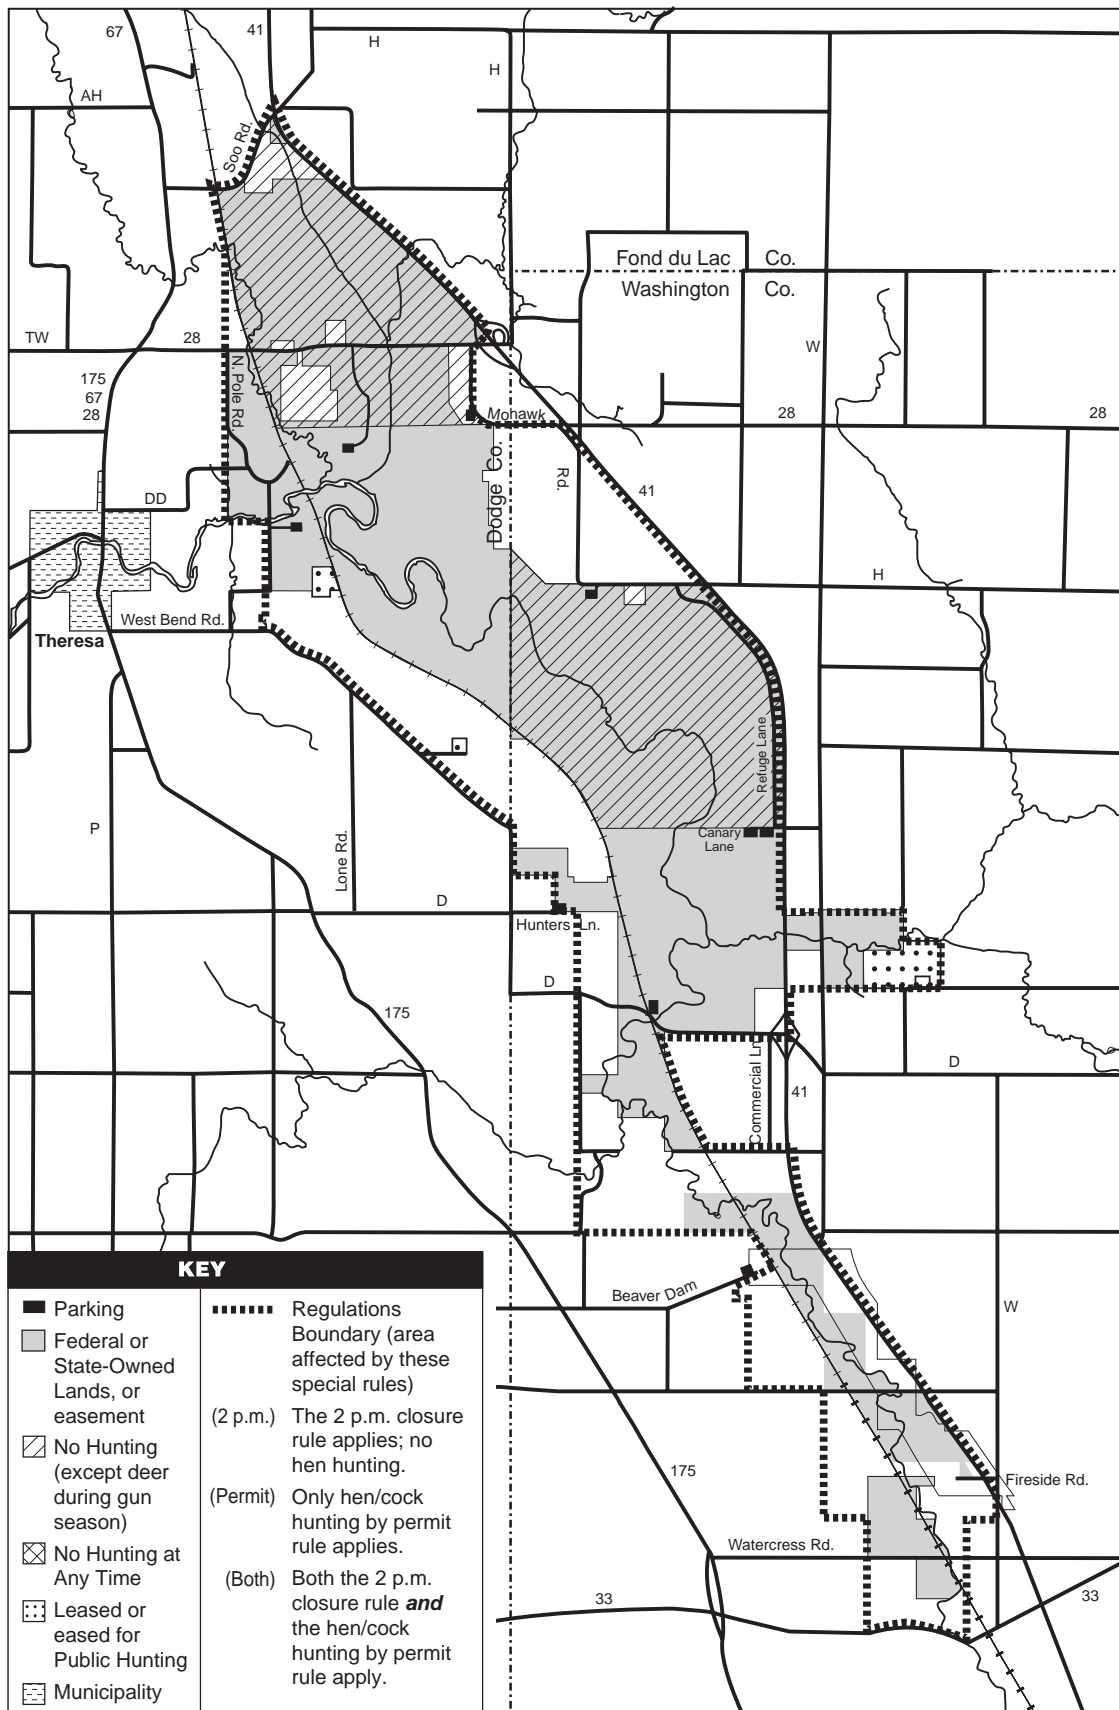 67
41
H
H
AH
Soo Rd.
Fond du Lac Co.
Washington Co.
TW
28
W
175
67
28
N. Pole Rd.
Mohawk
Rd.
28
28
Dodge Co.
41
DD
H
West Bend Rd.
Theresa
Refuge Lane
P
Lone Rd.
Canary
Lane
D
Hunters Ln.
D
175
D
Commercial Ln.
41
Beaver Dam
W
175
Fireside Rd.
Watercress Rd.
33
33
KEY
Parking
Federal or
State-Owned
Lands, or
easement
No Hunting
(except deer
during gun
season)
No Hunting at
Any Time
Leased or
eased for
Public Hunting
Municipality
Regulations
Boundary (area
affected by these
special rules)
(2 p.m.) The 2 p.m. closure
rule applies; no
hen hunting.
(Permit) Only hen/cock
hunting by permit
rule applies.
(Both) Both the 2 p.m.
closure rule and
the hen/cock
hunting by permit
rule apply.